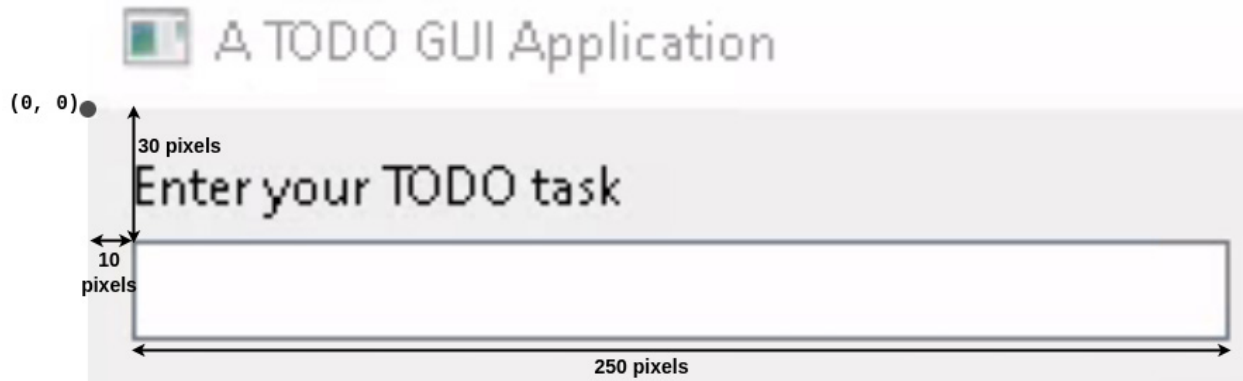 A TODO GUI Application
(0, 0)
30 pixels
Enter your TODO task
10
pixels
250 pixels